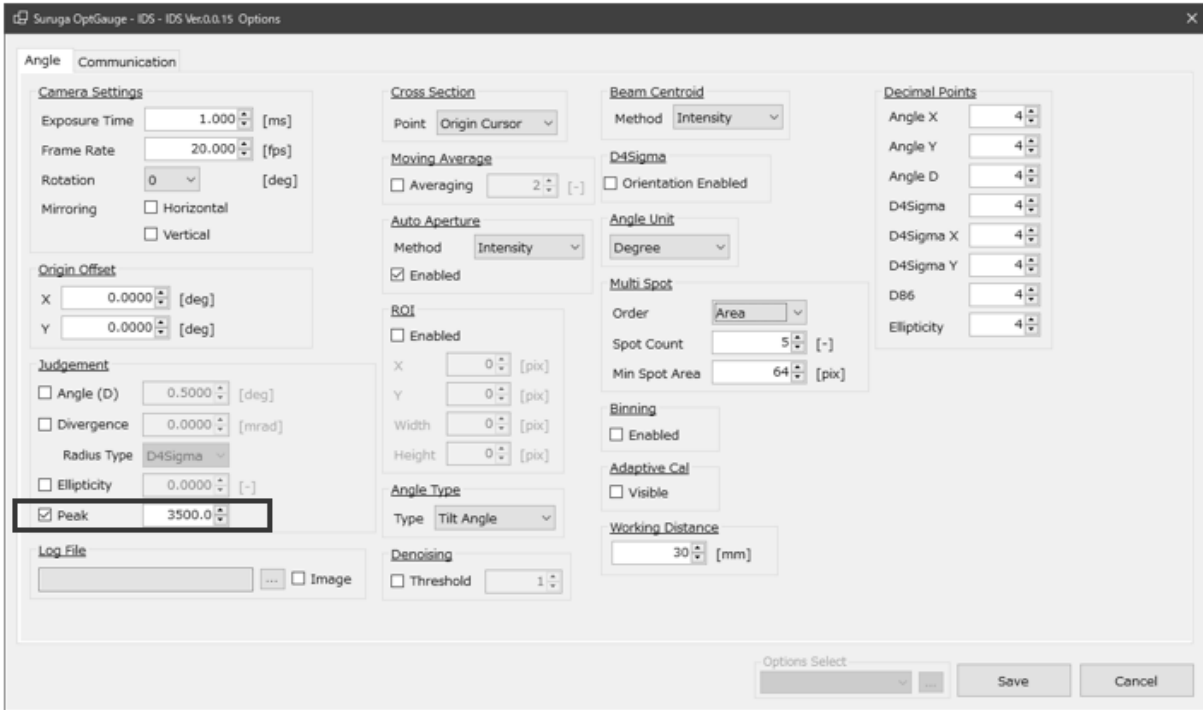 Suruga OptGauge - IDS - IDS Ver.0.0.15 Options
Angle Communication
Camera Settings
Exposure Time 1.000 [ms]
Frame Rate 20.000 [fps]
Rotation 0 [deg]
Mirroring Horizontal
Vertical
Origin Offset
X 0.0000 [deg]
Y 0.0000 [deg]
Judgement
Angle (D) 0.5000 [deg]
Divergence 0.0000 [mrad]
Radius Type D4Sigma
Ellipticity 0.0000 [-]
Peak 3500.0
Log File
... Image
Cross Section
Point Origin Cursor
Moving Average
Averaging 2 [-]
Auto Aperture
Method Intensity
Enabled
ROI
Enabled
X 0 [pix]
Y 0 [pix]
Width 0 [pix]
Height 0 [pix]
Angle Type
Type Tilt Angle
Denoising
Threshold 1
Beam Centroid
Method Intensity
D4Sigma
Orientation Enabled
Angle Unit
Degree
Multi Spot
Order Area
Spot Count 5 [-]
Min Spot Area 64 [pix]
Binning
Enabled
Adaptive Cal
Visible
Working Distance
30 [mm]
Decimal Points
Angle X 4
Angle Y 4
Angle D 4
D4Sigma 4
D4Sigma X 4
D4Sigma Y 4
D86 4
Ellipticity 4
Options Select
... Save Cancel